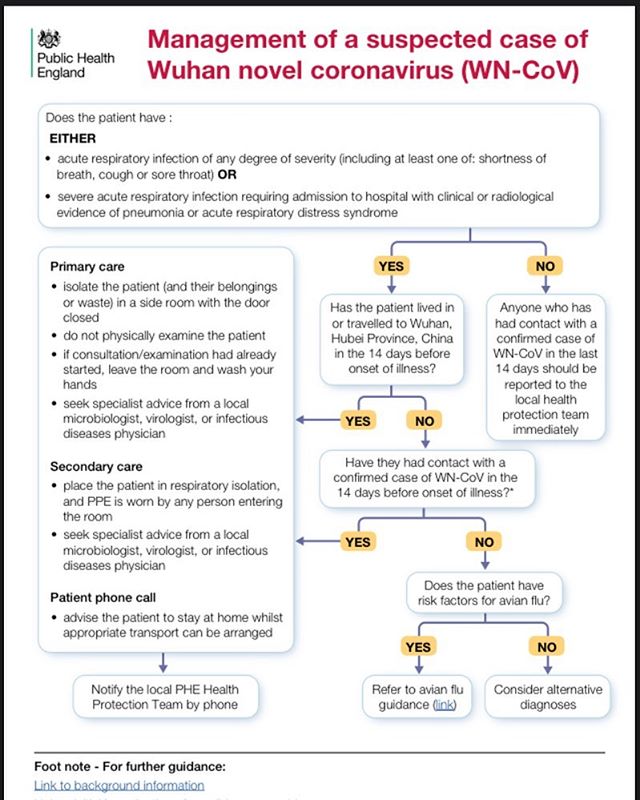 Public Health
England
Management of a suspected case of
Wuhan novel coronavirus (WN-CoV)
Does the patient have :
EITHER
• acute respiratory infection of any degree of severity (including at least one of: shortness of
breath, cough or sore throat) OR
• severe acute respiratory infection requiring admission to hospital with clinical or radiological
evidence of pneumonia or acute respiratory distress syndrome
YES
NO
Primary care
• isolate the patient (and their belongings
or waste) in a side room with the door
closed
• do not physically examine the patient
• if consultation/examination had already
started, leave the room and wash your
hands
• seek specialist advice from a local
microbiologist, virologist, or infectious
diseases physician
Secondary care
• place the patient in respiratory isolation,
and PPE is worn by any person entering
the room
• seek specialist advice from a local
microbiologist, virologist, or infectious
diseases physician
Patient phone call
• advise the patient to stay at home whilst
appropriate transport can be arranged
Notify the local PHE Health
Protection Team by phone
Has the patient lived in
or travelled to Wuhan,
Hubei Province, China
in the 14 days before
onset of illness?
Anyone who has
had contact with a
confirmed case of
WN-CoV in the last
14 days should be
reported to the
local health
protection team
immediately
YES
NO
Have they had contact with a
confirmed case of WN-CoV in the
14 days before onset of illness?*
YES
NO
Does the patient have
risk factors for avian flu?
YES
NO
Refer to avian flu
guidance (link)
Consider alternative
diagnoses
Foot note - For further guidance:
Link to background information